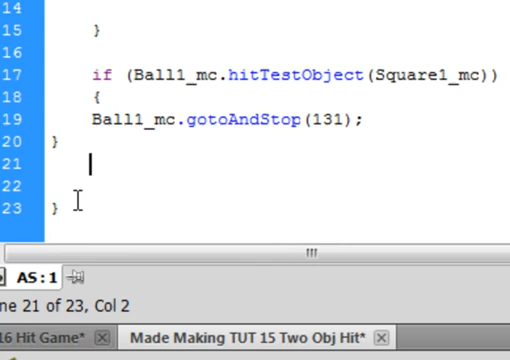 14
15 }
16
17 if (Ball1_mc.hitTestObject(Square1_mc))
18 {
19 Ball1_mc.gotoAndStop(131);
20 }
21
22
23 }
AS:1
ne 21 of 23, Col 2
16 Hit Game* Made Making TUT 15 Two Obj Hit*